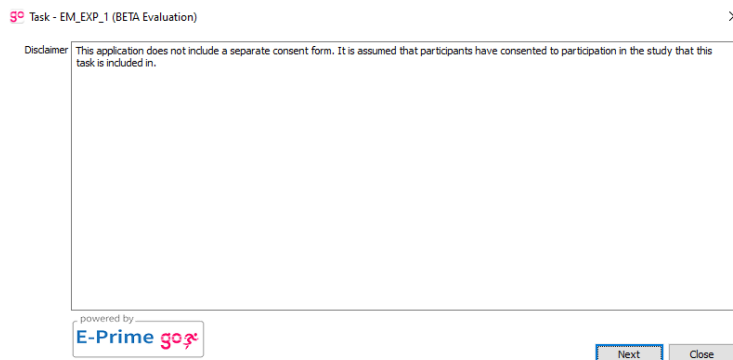 go Task - EM_EXP_1 (BETA Evaluation)
Disclaimer
This application does not include a separate consent form. It is assumed that participants have consented to participation in the study that this
task is included in.
powered by
E-Prime go
Next Close